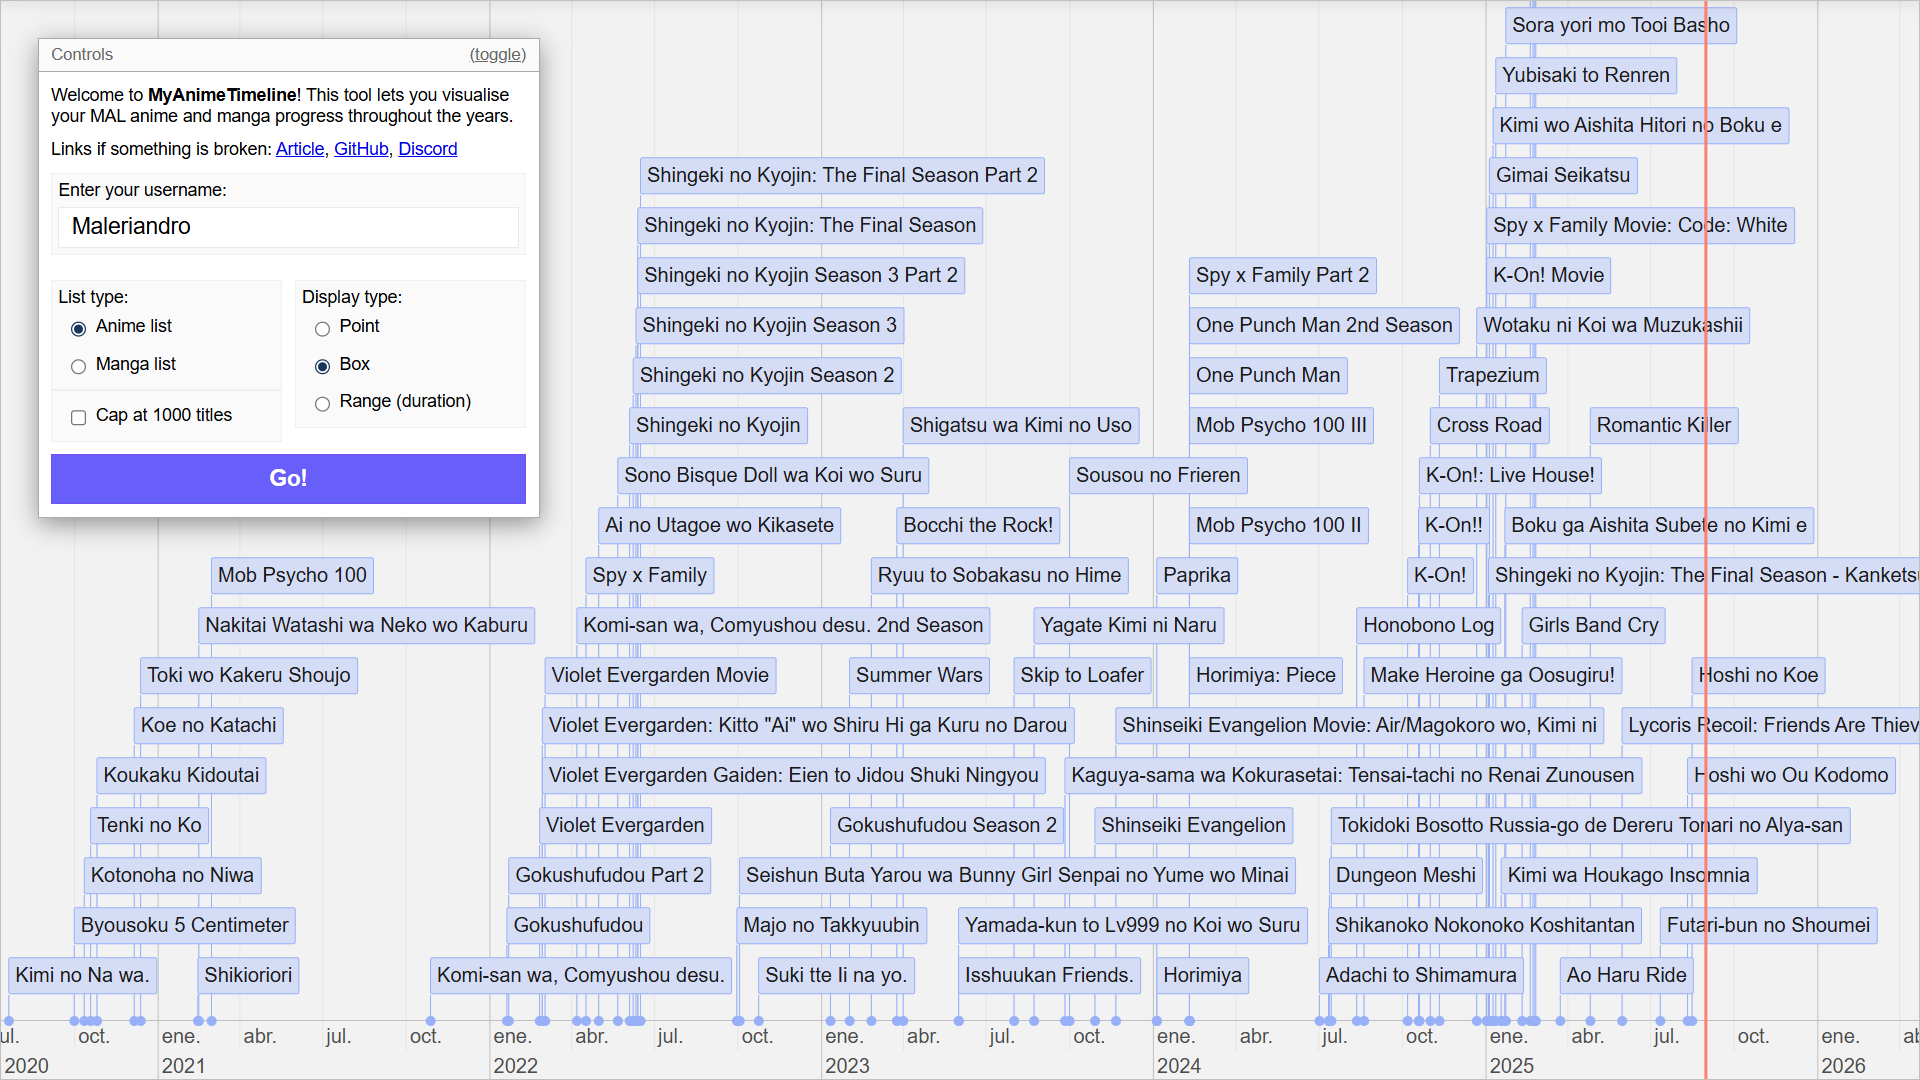 Controls
(toggle)
Welcome to MyAnimeTimeline! This tool lets you visualise
your MAL anime and manga progress throughout the years.
Links if something is broken: Article, GitHub, Discord
Enter your username:
Maleriandro
List type:
Anime list
Manga list
Cap at 1000 titles
Display type:
Point
Box
Range (duration)
Go!
Sora yori mo Tooi Basho
Yubisaki to Renren
Kimi wo Aishita Hitori no Boku e
Shingeki no Kyojin: The Final Season Part 2
Gimai Seikatsu
Shingeki no Kyojin: The Final Season
Spy x Family Movie: Code: White
Shingeki no Kyojin Season 3 Part 2
Spy x Family Part 2
K-On! Movie
Shingeki no Kyojin Season 3
One Punch Man 2nd Season
Wotaku ni Koi wa Muzukashii
Shingeki no Kyojin Season 2
One Punch Man
Trapezium
Shingeki no Kyojin
Shigatsu wa Kimi no Uso
Mob Psycho 100 III
Cross Road
Romantic Killer
Sono Bisque Doll wa Koi wo Suru
Sousou no Frieren
K-On!: Live House!
Ai no Utagoe wo Kikasete
Bocchi the Rock!
Mob Psycho 100 II
K-On!!
Boku ga Aishita Subete no Kimi e
Mob Psycho 100
Spy x Family
Ryuu to Sobakasu no Hime
Paprika
K-On!
Shingeki no Kyojin: The Final Season - Kanketsu
Nakitai Watashi wa Neko wo Kaburu
Komi-san wa, Comyushou desu. 2nd Season
Yagate Kimi ni Naru
Honobono Log
Girls Band Cry
Toki wo Kakeru Shoujo
Violet Evergarden Movie
Summer Wars
Skip to Loafer
Horimiya: Piece
Make Heroine ga Oosugiru!
Hoshi no Koe
Koe no Katachi
Violet Evergarden: Kitto "Ai" wo Shiru Hi ga Kuru no Darou
Shinseiki Evangelion Movie: Air/Magokoro wo, Kimi ni
Lycoris Recoil: Friends Are Thiev
Koukaku Kidoutai
Violet Evergarden Gaiden: Eien to Jidou Shuki Ningyou
Kaguya-sama wa Kokurasetai: Tensai-tachi no Renai Zunousen
Hoshi wo Ou Kodomo
Tenki no Ko
Violet Evergarden
Gokushufudou Season 2
Shinseiki Evangelion
Tokidoki Bosotto Russia-go de Dereru Tonari no Alya-san
Kotonoha no Niwa
Gokushufudou Part 2
Seishun Buta Yarou wa Bunny Girl Senpai no Yume wo Minai
Dungeon Meshi
Kimi wa Houkago Insomnia
Byousoku 5 Centimeter
Gokushufudou
Majo no Takkyuubin
Yamada-kun to Lv999 no Koi wo Suru
Shikanoko Nokonoko Koshitantan
Futari-bun no Shoumei
Kimi no Na wa.
Shikioriori
Komi-san wa, Comyushou desu.
Suki tte Ii na yo.
Isshuukan Friends.
Horimiya
Adachi to Shimamura
Ao Haru Ride
ul. oct. ene. abr. jul. oct. ene. abr. jul. oct. ene. abr. jul. oct. ene. abr. jul. oct. ene. abr. jul. oct. ene. ab
2020 2021 2022 2023 2024 2025 2026